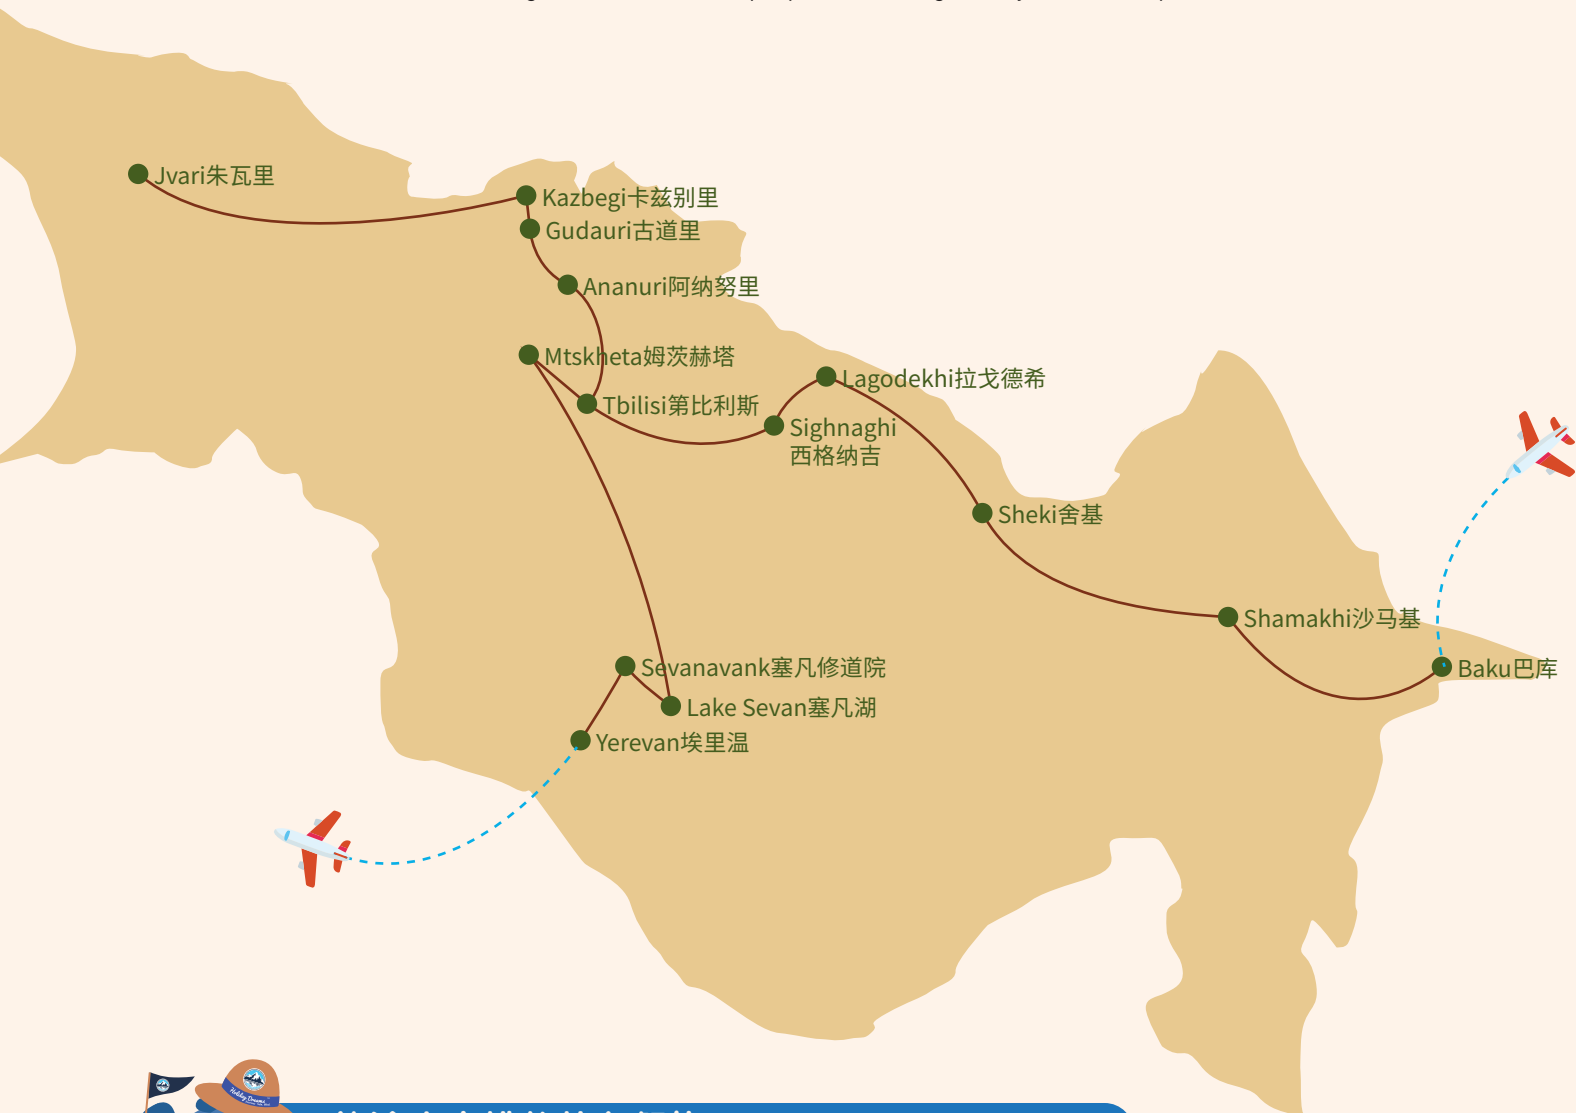 Jvari朱瓦里
Kazbegi卡兹别里
Gudauri古道里
Ananuri阿纳努里
Mtskheta姆茨赫塔
Lagodekhi拉戈德希
Tbilisi第比利斯
Sighnaghi
西格纳吉
Sheki舍基
Shamakhi沙马基
Sevanavank塞凡修道院
Baku巴库
Lake Sevan塞凡湖
Yerevan埃里温
Holiday Dreams